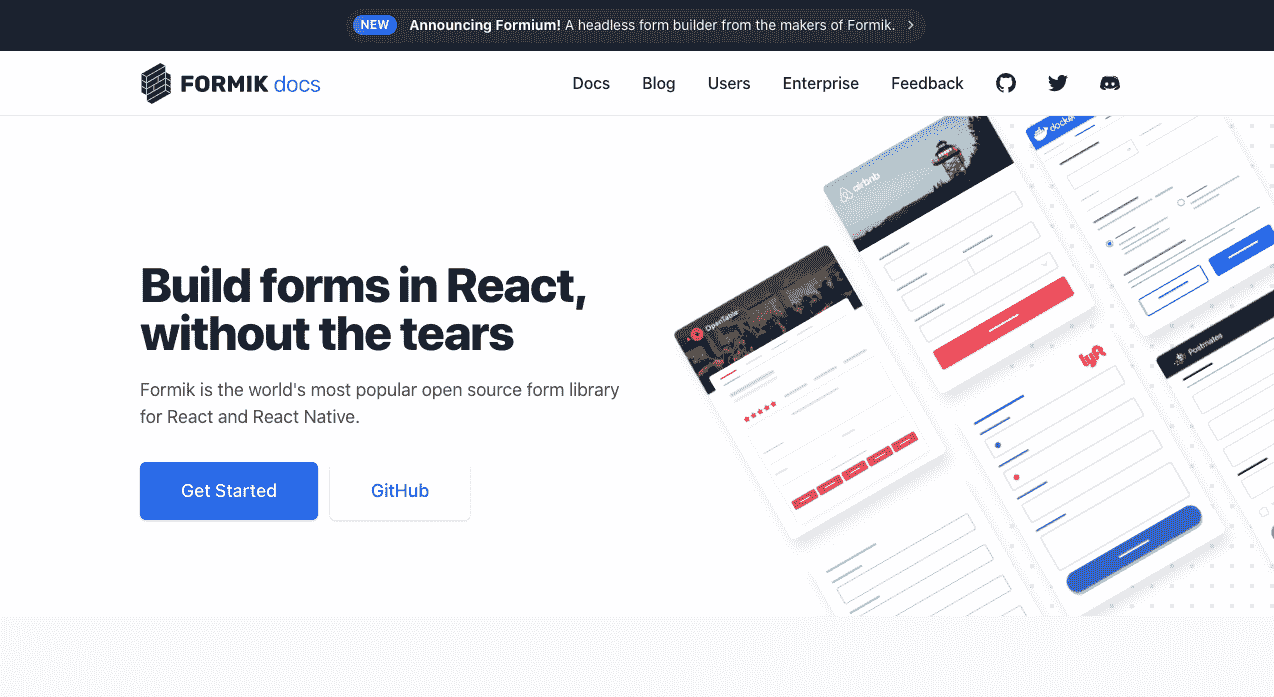 NEW Announcing Formium! A headless form builder from the makers of Formik.
FORMIK docs
Docs Blog Users Enterprise Feedback
docker
airbnb
OpenTable
Postmates
lyft
Build forms in React,
without the tears
Formik is the world's most popular open source form library
for React and React Native.
Get Started GitHub